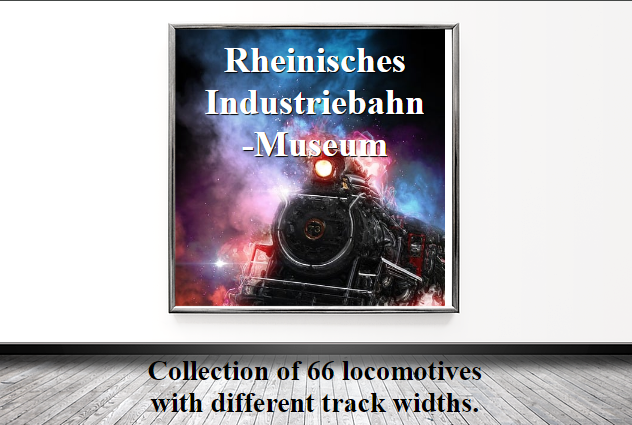 Rheinisches
Industriebahn
-Museum
Collection of 66 locomotives
with different track widths.